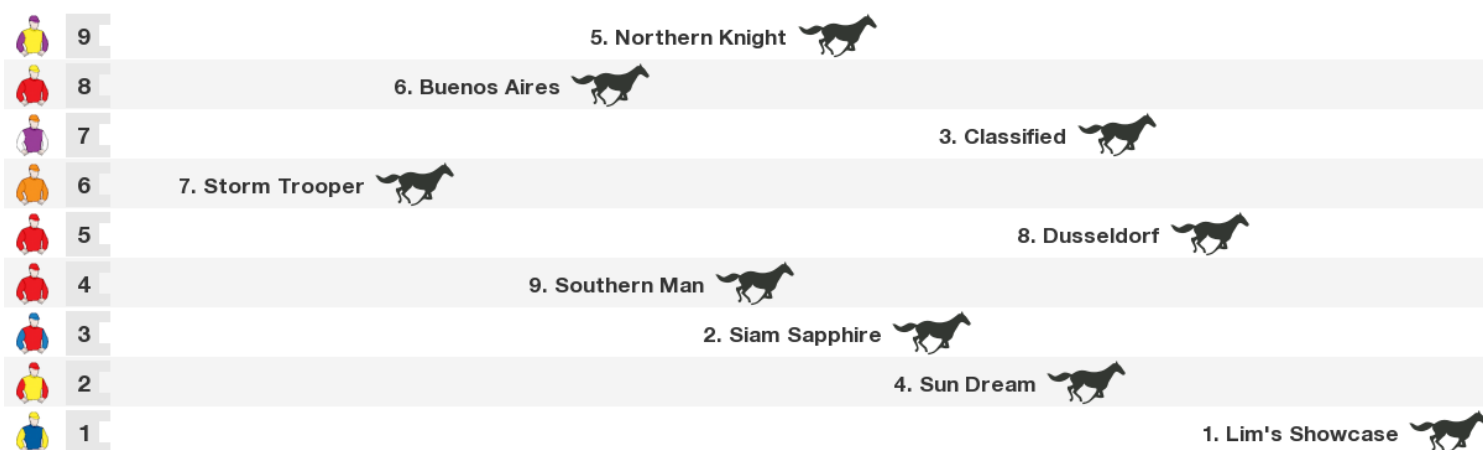 9 5. Northern Knight
8 6. Buenos Aires
7 3. Classified
6 7. Storm Trooper
5 8. Dusseldorf
4 9. Southern Man
3 2. Siam Sapphire
2 4. Sun Dream
1 1. Lim's Showcase